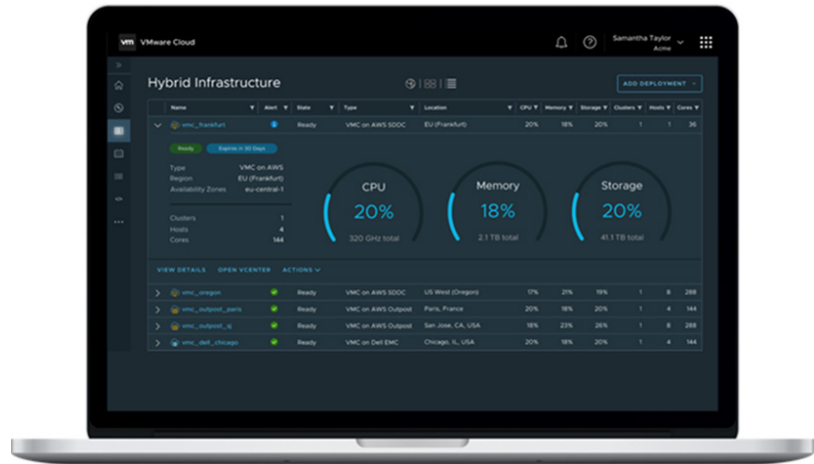 vm VMware Cloud
Samantha Taylor
Acme
Hybrid Infrastructure
ADD DEPLOYMENT
Name Alert State Type Location CPU Memory Storage Clusters Hosts Cores
vmc_frankfurt Ready VMC on AWS SDDC EU (Frankfurt) 20% 18% 20% 1 1 36
Ready Expires in 30 Days
Type VMC on AWS
Region EU (Frankfurt)
Availability Zones eu-central-1
Clusters 1
Hosts 4
Cores 144
CPU
20%
320 GHz total
Memory
18%
2.1 TB total
Storage
20%
41.1 TB total
VIEW DETAILS OPEN VCENTER ACTIONS
vmc_oregon Ready VMC on AWS SDDC US West (Oregon) 17% 21% 19% 1 8 288
vmc_outpost_paris Ready VMC on AWS Outpost Paris, France 20% 18% 20% 1 4 144
vmc_outpost_sj Ready VMC on AWS Outpost San Jose, CA, USA 18% 23% 26% 1 8 288
vmc_dell_chicago Ready VMC on Dell EMC Chicago, IL, USA 20% 18% 20% 1 4 144